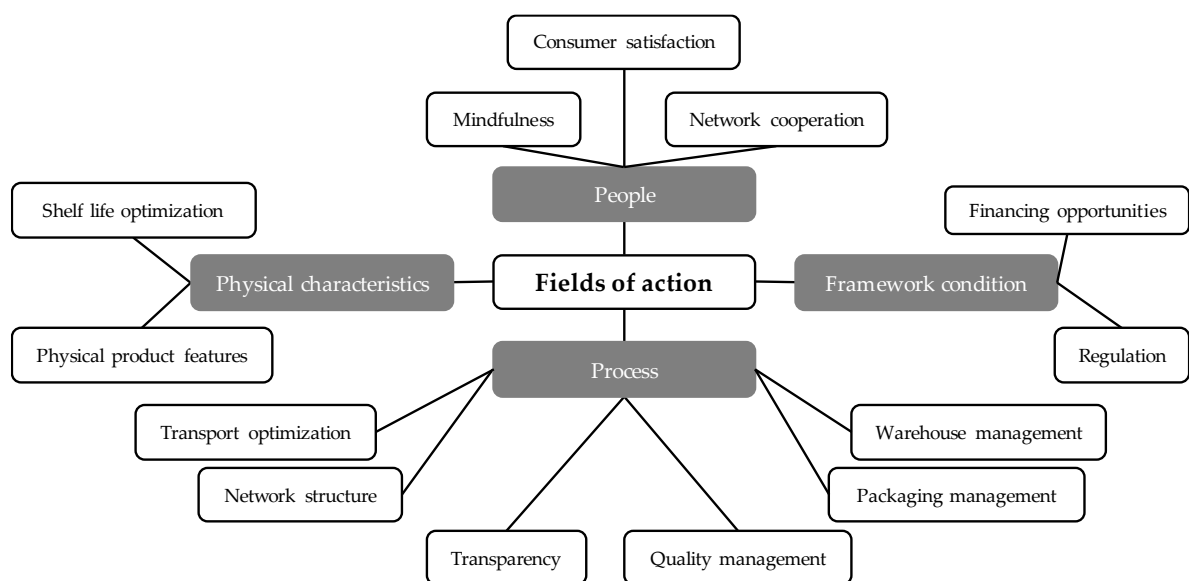 Consumer satisfaction
Mindfulness
Network cooperation
People
Shelf life optimization
Financing opportunities
Physical characteristics
Fields of action
Framework condition
Physical product features
Regulation
Process
Transport optimization
Warehouse management
Network structure
Packaging management
Transparency
Quality management